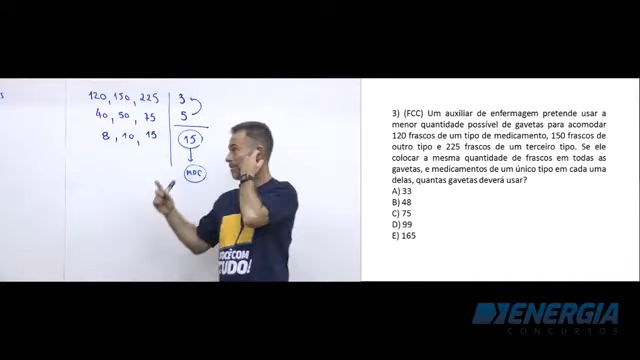 120, 150, 225 | 3
40, 50, 75 | 5
8, 10, 15 | 15
MDC
VOCÊ COM
TUDO!
3) (FCC) Um auxiliar de enfermagem pretende usar a
menor quantidade possível de gavetas para acomodar
120 frascos de um tipo de medicamento, 150 frascos de
outro tipo e 225 frascos de um terceiro tipo. Se ele
colocar a mesma quantidade de frascos em todas as
gavetas, e medicamentos de um único tipo em cada uma
delas, quantas gavetas deverá usar?
A) 33
B) 48
C) 75
D) 99
E) 165
ENERGIA
CONCURSOS